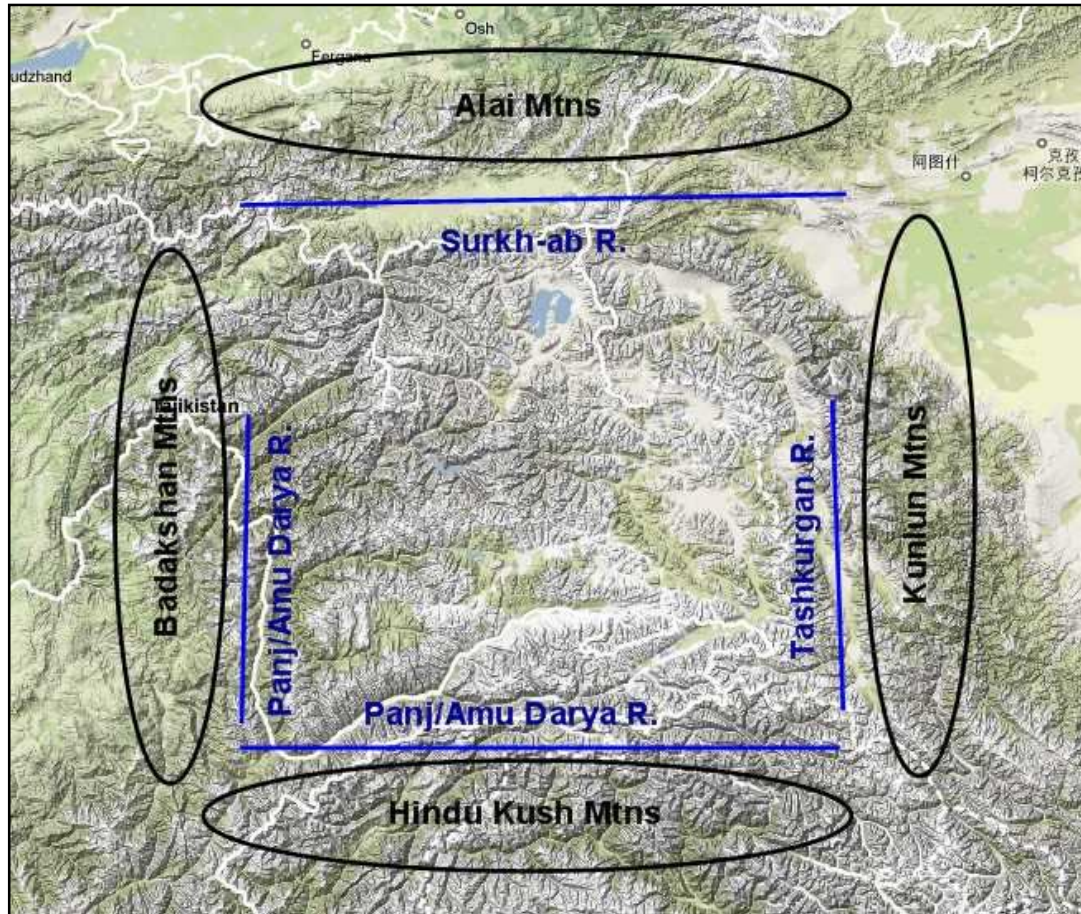 Osh
Fergana
udzhand
Alai Mtns
阿图什
克孜
柯尔克孜
Surkh-ab R.
Tajikistan
Badakshan Mtns
Panj/Amu Darya R.
Tashkurgan R.
Kunlun Mtns
Panj/Amu Darya R.
Hindu Kush Mtns